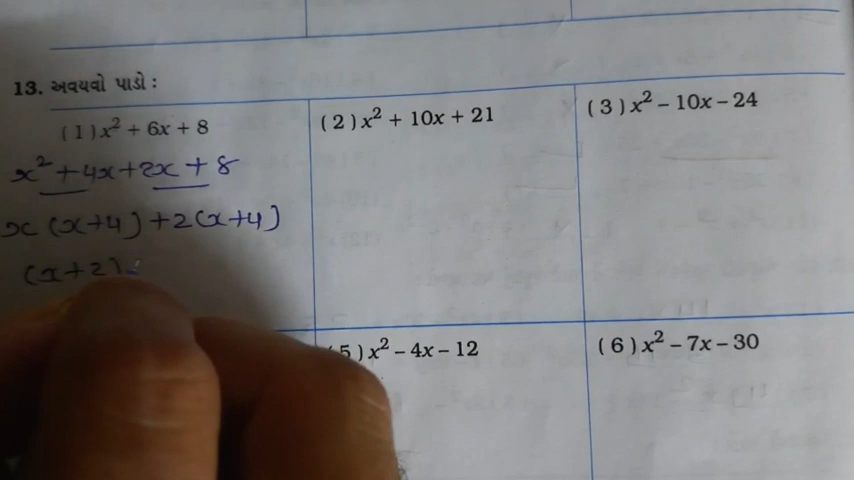 13. અવયવો પાડો :
(1) x² + 6x + 8
x² + 4x + 2x + 8
x (x+4) + 2(x+4)
(x+2)
(2) x² + 10x + 21
(3) x² – 10x – 24
5) x² – 4x – 12
(6) x² – 7x – 30